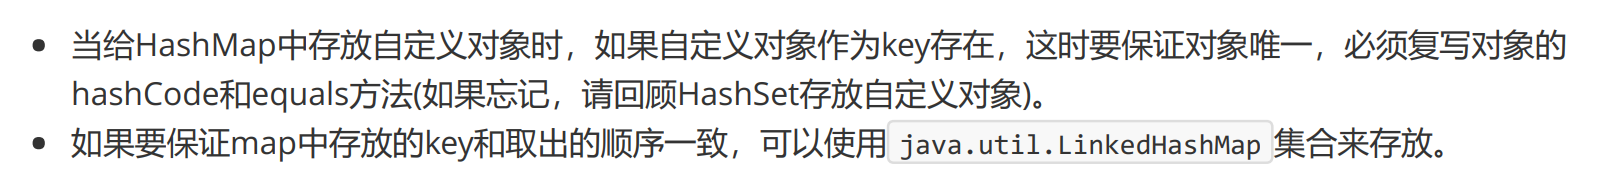 • 当给HashMap中存放自定义对象时，如果自定义对象作为key存在，这时要保证对象唯一，必须复写对象的
hashCode和equals方法(如果忘记，请回顾HashSet存放自定义对象)。
• 如果要保证map中存放的key和取出的顺序一致，可以使用java.util.LinkedHashMap集合来存放。